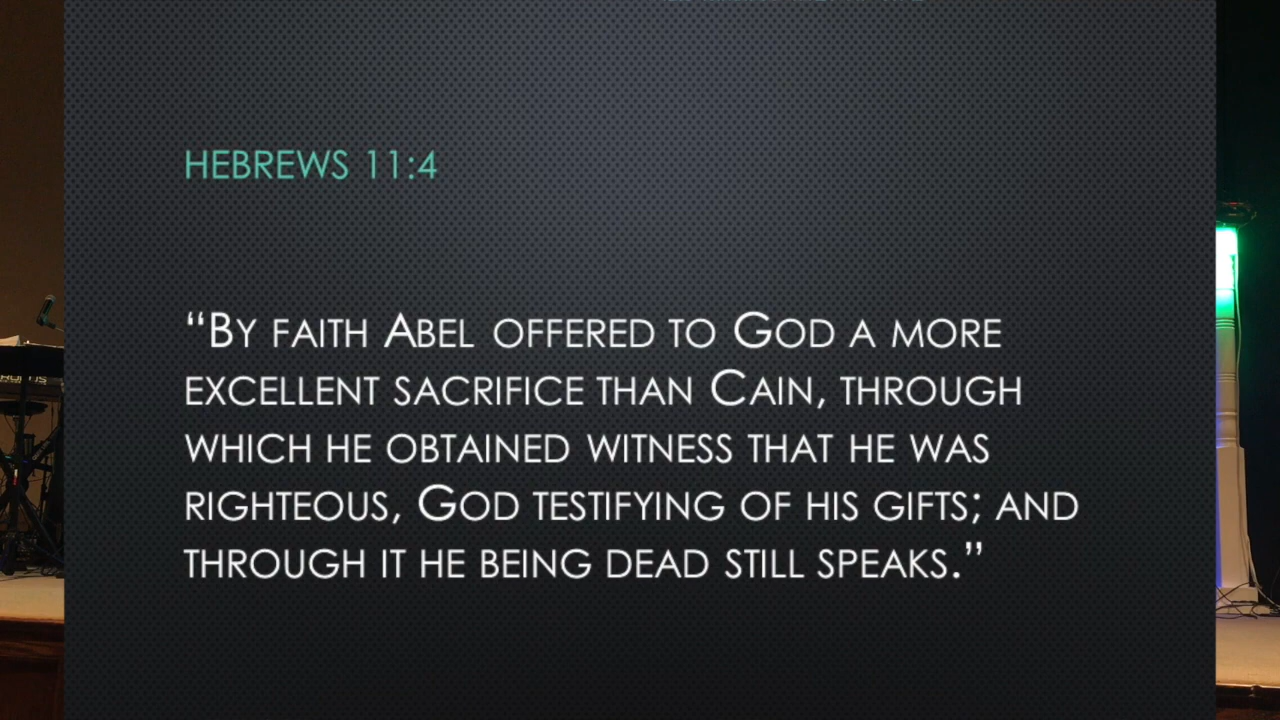 HEBREWS 11:4
“BY FAITH ABEL OFFERED TO GOD A MORE
EXCELLENT SACRIFICE THAN CAIN, THROUGH
WHICH HE OBTAINED WITNESS THAT HE WAS
RIGHTEOUS, GOD TESTIFYING OF HIS GIFTS; AND
THROUGH IT HE BEING DEAD STILL SPEAKS.”